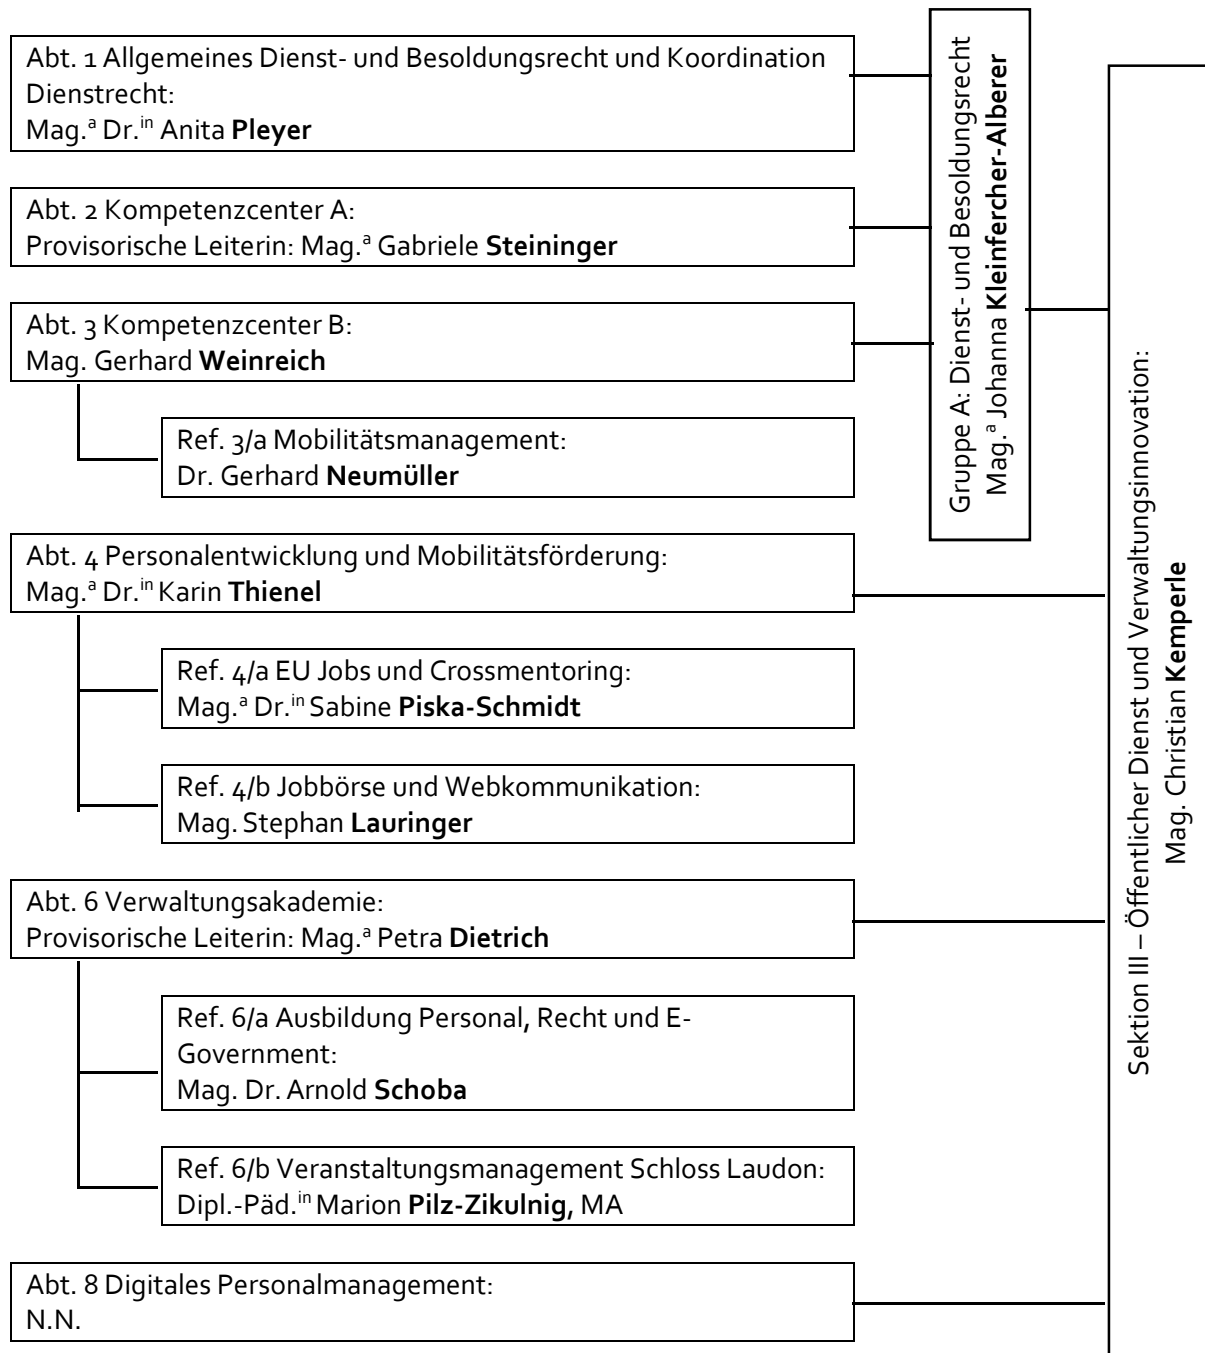 Abt. 1 Allgemeines Dienst- und Besoldungsrecht und Koordination
Dienstrecht:
Mag.ᵃ Dr.ⁱⁿ Anita Pleyer
Abt. 2 Kompetenzcenter A:
Provisorische Leiterin: Mag.ᵃ Gabriele Steininger
Abt. 3 Kompetenzcenter B:
Mag. Gerhard Weinreich
Ref. 3/a Mobilitätsmanagement:
Dr. Gerhard Neumüller
Abt. 4 Personalentwicklung und Mobilitätsförderung:
Mag.ᵃ Dr.ⁱⁿ Karin Thienel
Ref. 4/a EU Jobs und Crossmentoring:
Mag.ᵃ Dr.ⁱⁿ Sabine Piska-Schmidt
Ref. 4/b Jobbörse und Webkommunikation:
Mag. Stephan Lauringer
Abt. 6 Verwaltungsakademie:
Provisorische Leiterin: Mag.ᵃ Petra Dietrich
Ref. 6/a Ausbildung Personal, Recht und E-
Government:
Mag. Dr. Arnold Schoba
Ref. 6/b Veranstaltungsmanagement Schloss Laudon:
Dipl.-Päd.ⁱⁿ Marion Pilz-Zikulnig, MA
Abt. 8 Digitales Personalmanagement:
N.N.
Gruppe A: Dienst- und Besoldungsrecht
Mag.ᵃ Johanna Kleinfercher-Alberer
Sektion III – Öffentlicher Dienst und Verwaltungsinnovation:
Mag. Christian Kemperle